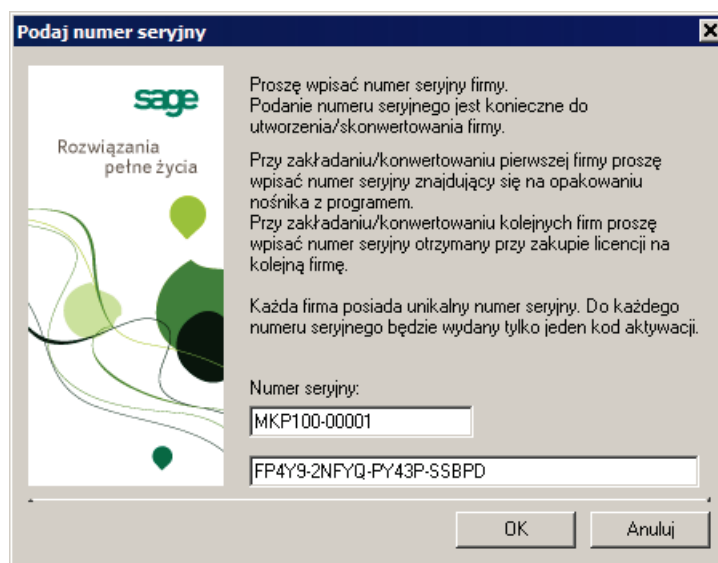 Podaj numer seryjny
sage
Rozwiązania
pełne życia
Proszę wpisać numer seryjny firmy.
Podanie numeru seryjnego jest konieczne do
utworzenia/skonwertowania firmy.
Przy zakładaniu/konwertowaniu pierwszej firmy proszę
wpisać numer seryjny znajdujący się na opakowaniu
nośnika z programem.
Przy zakładaniu/konwertowaniu kolejnych firm proszę
wpisać numer seryjny otrzymany przy zakupie licencji na
kolejną firmę.
Każda firma posiada unikalny numer seryjny. Do każdego
numeru seryjnego będzie wydany tylko jeden kod aktywacji.
Numer seryjny:
MKP100-00001
FP4Y9-2NFYQ-PY43P-SSBPD
OK
Anuluj